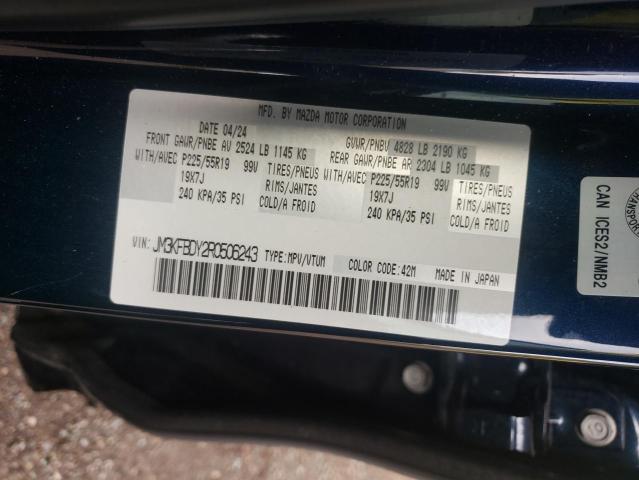 MFD. BY MAZDA MOTOR CORPORATION
DATE 04/24
GVWR/PNBV 4828 LB 2190 KG
FRONT GAWR/PNBE AV 2524 LB 1145 KG
REAR GAWR/PNBE AR 2304 LB 1045 KG
WITH/AVEC P225/55R19 99V TIRES/PNEUS
19X7J RIMS/JANTES
240 KPA/35 PSI COLD/A FROID
WITH/AVEC P225/55R19 99V TIRES/PNEUS
19X7J RIMS/JANTES
240 KPA/35 PSI COLD/A FROID
VIN: JM3KFBDY2R0506243 TYPE:MPV/VTUM COLOR CODE:42M MADE IN JAPAN
CAN ICES2/NMB2